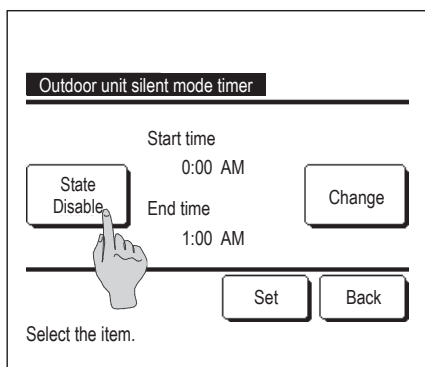 Outdoor unit silent mode timer
Start time
0:00 AM
State
Disable
End time
1:00 AM
Change
Set
Back
Select the item.